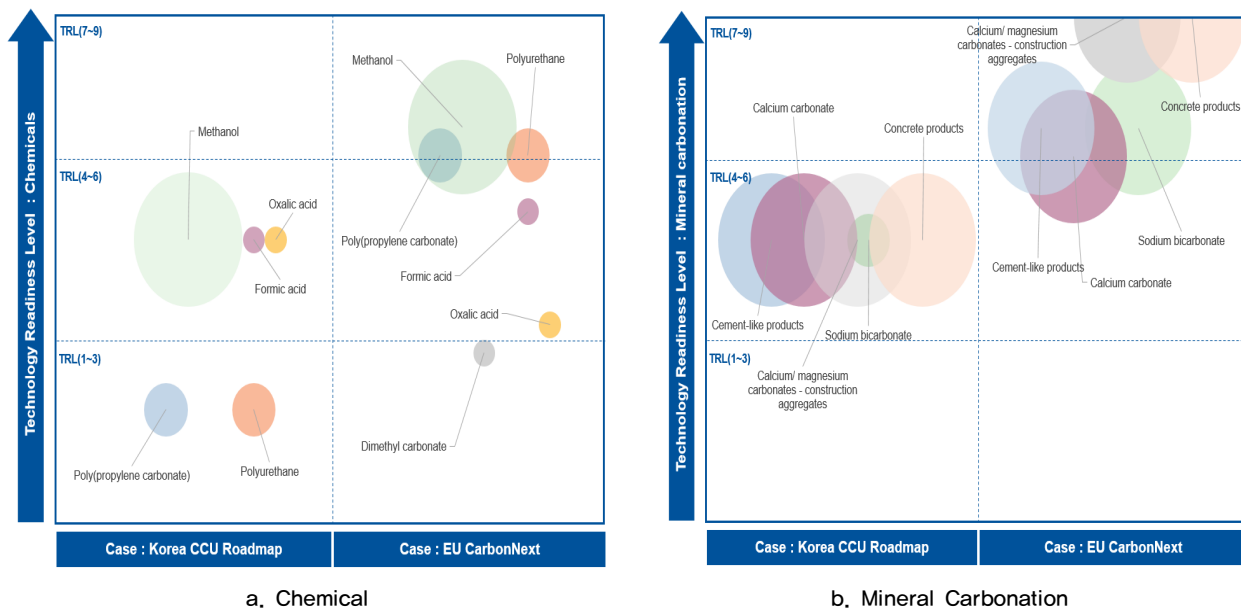 Technology Readiness Level : Chemicals
TRL(7~9)
Methanol
Polyurethane
Methanol
TRL(4~6)
Oxalic acid
Poly(propylene carbonate)
Formic acid
Formic acid
Oxalic acid
TRL(1~3)
Dimethyl carbonate
Poly(propylene carbonate)
Polyurethane
Case : Korea CCU Roadmap
Case : EU CarbonNext
a. Chemical
Technology Readiness Level : Mineral carbonation
TRL(7~9)
Calcium/ magnesium
carbonates - construction
aggregates
Calcium carbonate
Concrete products
Concrete products
TRL(4~6)
Sodium bicarbonate
Cement-like products
Calcium carbonate
Cement-like products
Sodium bicarbonate
TRL(1~3)
Calcium/ magnesium
carbonates - construction
aggregates
Case : Korea CCU Roadmap
Case : EU CarbonNext
b. Mineral Carbonation